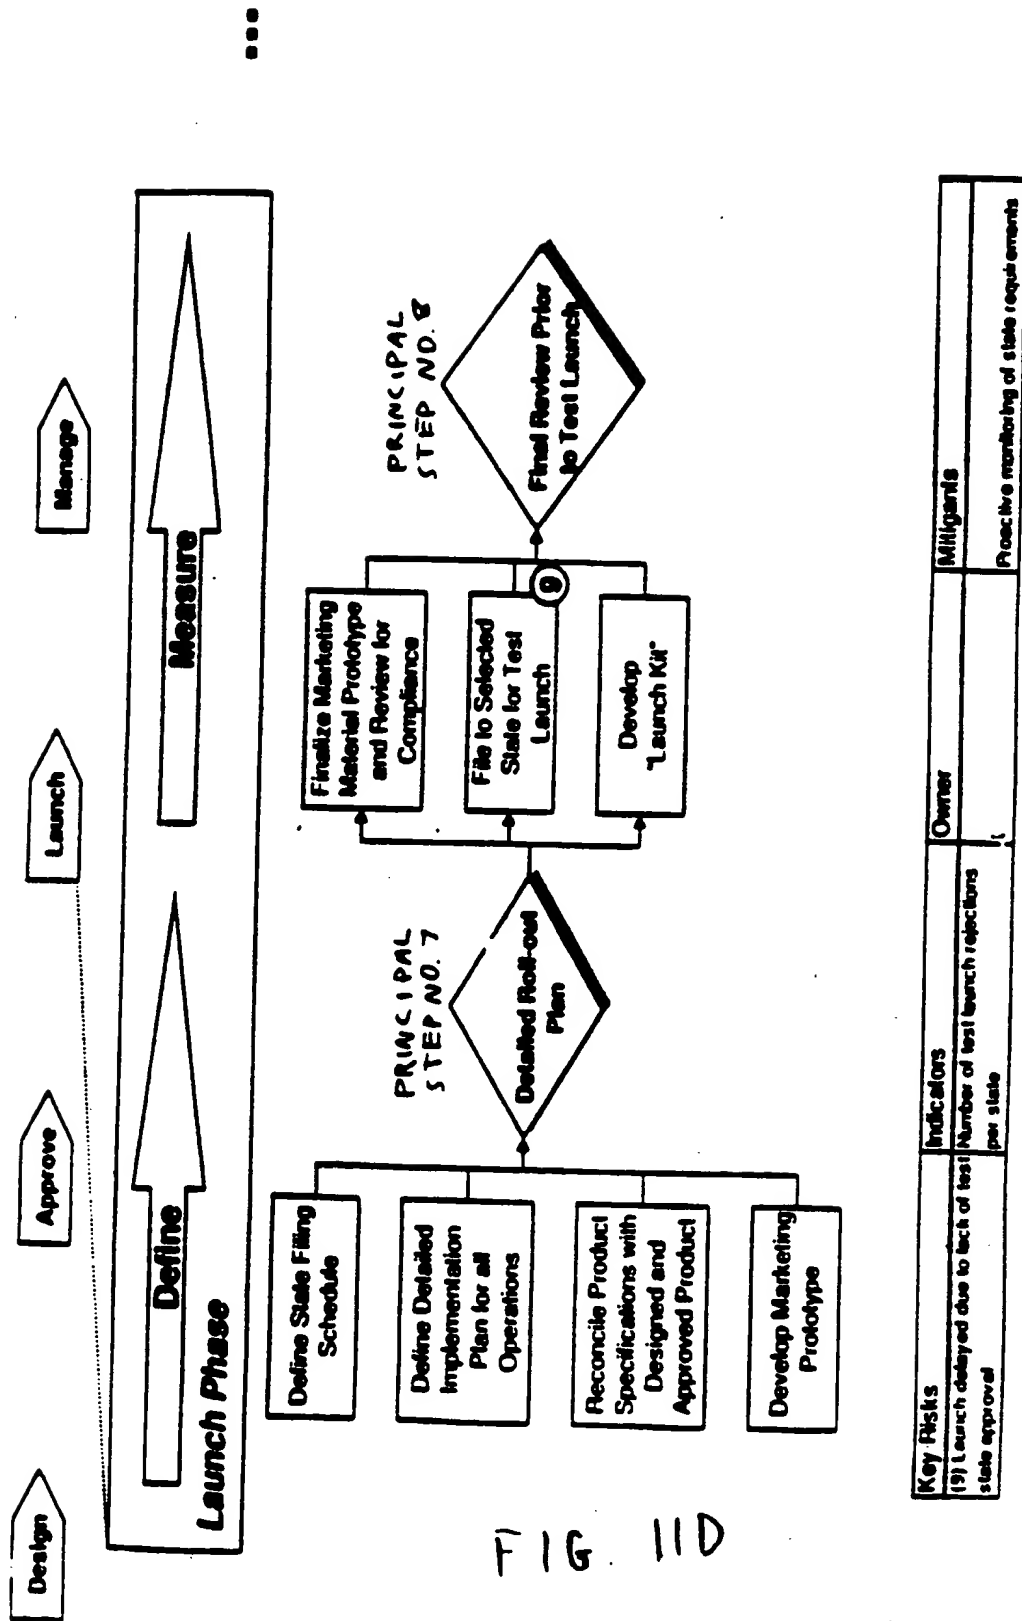 Design
Approve
Launch
Manage
Define
Measure
Launch Phase
Define State Filing
Schedule
Define Detailed
Implementation
Plan for all
Operations
Reconcile Product
Specifications with
Designed and
Approved Product
Develop Marketing
Prototype
PRINCIPAL
STEP NO. 7
Detailed Roll-out
Plan
Finalize Marketing
Material Prototype
and Review for
Compliance
File to Selected
State for Test
Launch
9
Develop
"Launch Kit"
PRINCIPAL
STEP NO. 8
Final Review Prior
to Test Launch
Key Risks
Indicators
Owner
Mitigants
(9) Launch delayed due to lack of test
state approval
Number of test launch rejections
per state
Proactive monitoring of state requirements
FIG. 11D